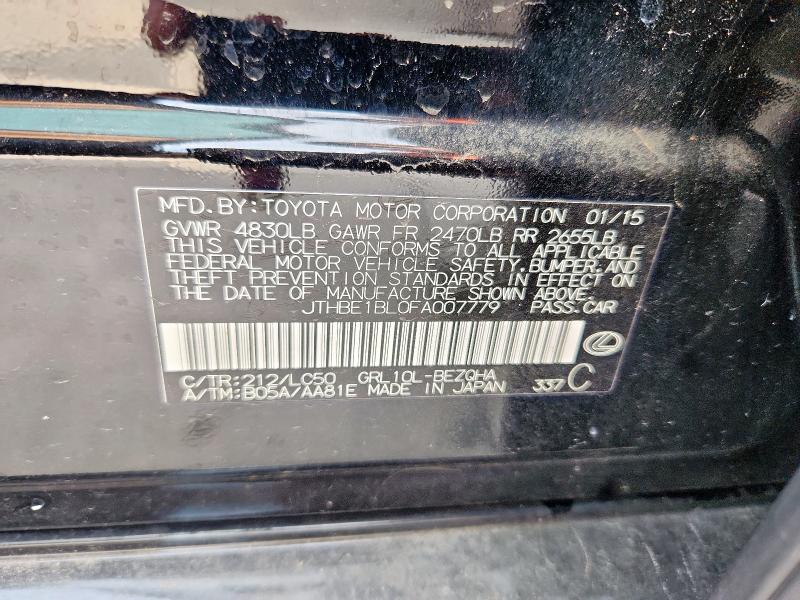 MFD. BY: TOYOTA MOTOR CORPORATION 01/15
GVWR 4830LB GAWR FR 2470LB RR 2655LB
THIS VEHICLE CONFORMS TO ALL APPLICABLE
FEDERAL MOTOR VEHICLE SAFETY, BUMPER, AND
THEFT PREVENTION STANDARDS IN EFFECT ON
THE DATE OF MANUFACTURE SHOWN ABOVE.
JTHBE1BL0FA007779 PASS. CAR
C/TR: 212/LC50 GRL10L-BEZQHA
A/TM: B05A/AA81E MADE IN JAPAN 337 C